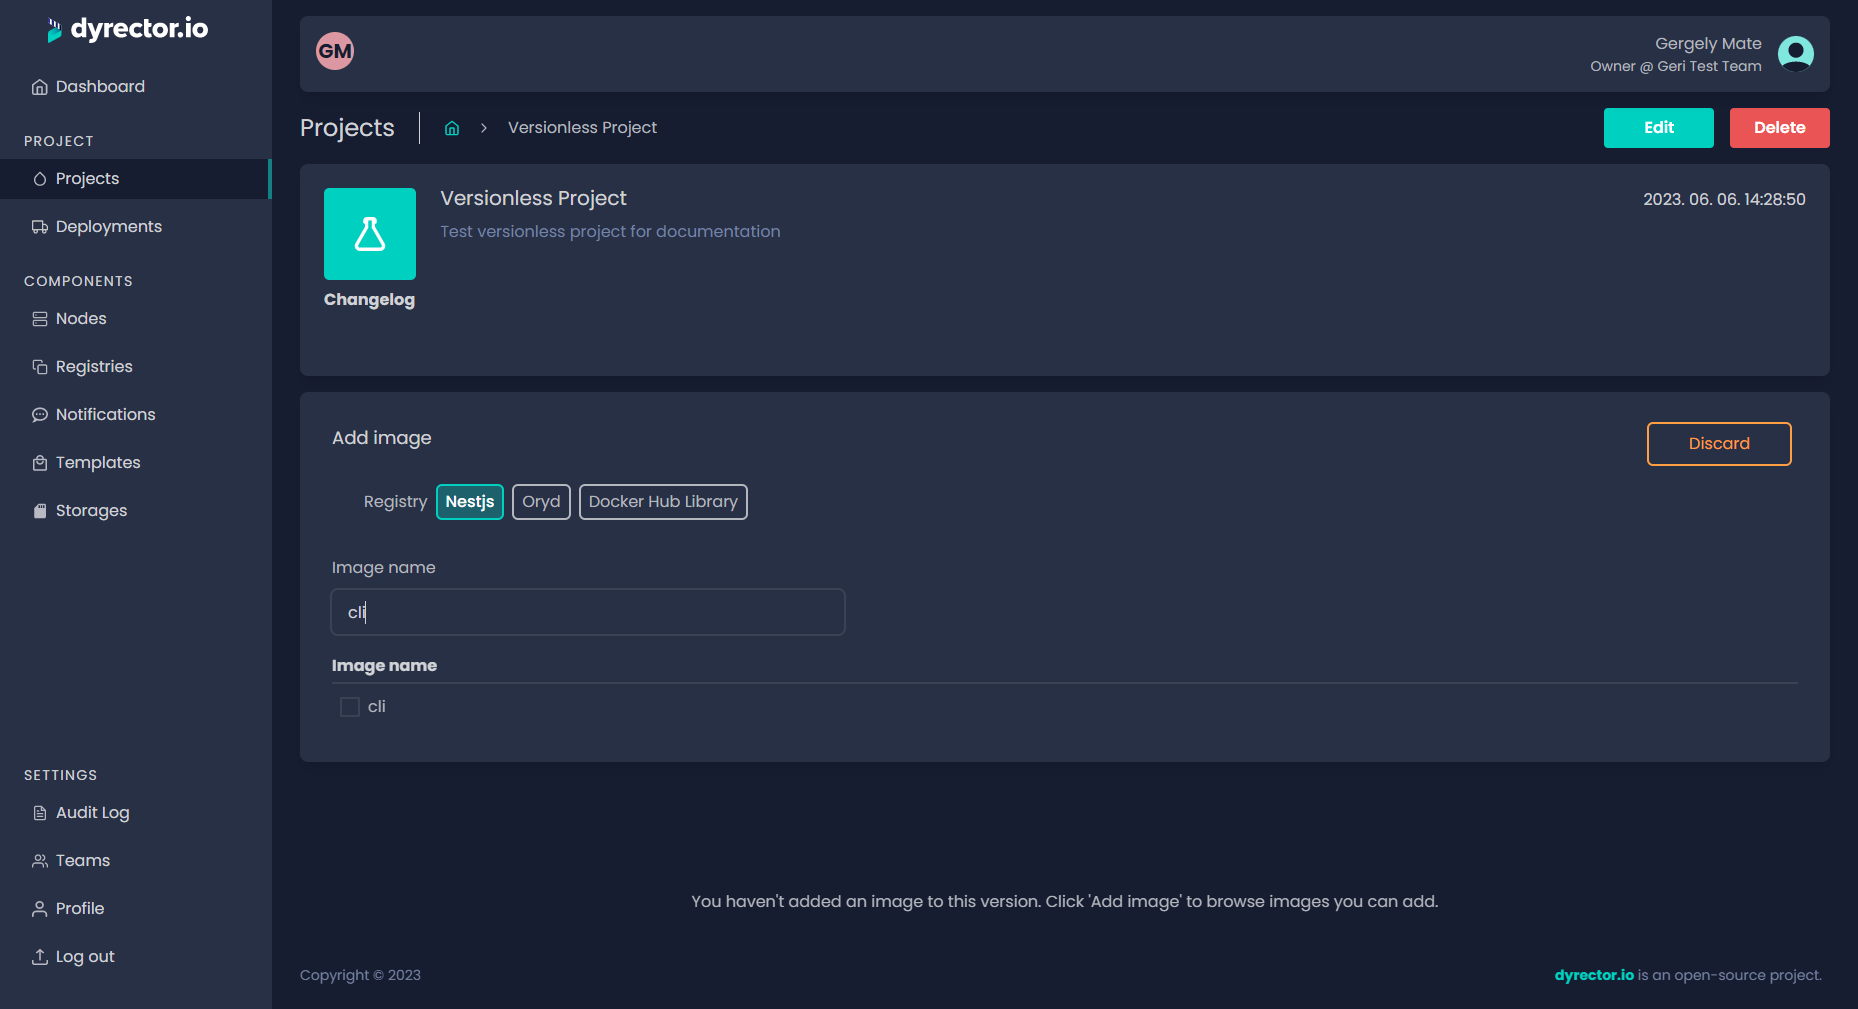 dyrector.io
Dashboard
PROJECT
Projects
Deployments
COMPONENTS
Nodes
Registries
Notifications
Templates
Storages
SETTINGS
Audit Log
Teams
Profile
Log out
GM
Gergely Mate
Owner @ Geri Test Team
Projects
Versionless Project
Edit
Delete
Versionless Project
2023. 06. 06. 14:28:50
Test versionless project for documentation
Changelog
Add image
Discard
Registry Nestjs Oryd Docker Hub Library
Image name
cli
Image name
cli
You haven't added an image to this version. Click 'Add image' to browse images you can add.
Copyright © 2023
dyrector.io is an open-source project.